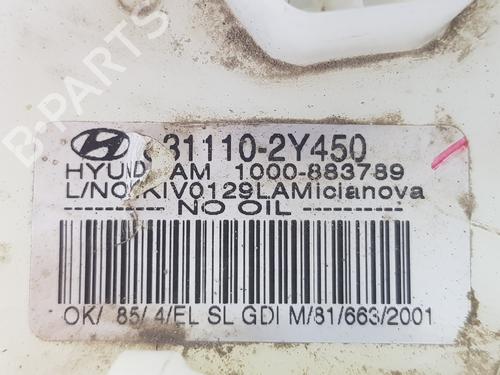 B-PARTS
31110-2Y450
HYUND AM 1000-883789
L/NO KIV0129LAMicianova
---------- NO OIL ----------
OK/ 85/ 4/EL SL GDI M/81/663/2001